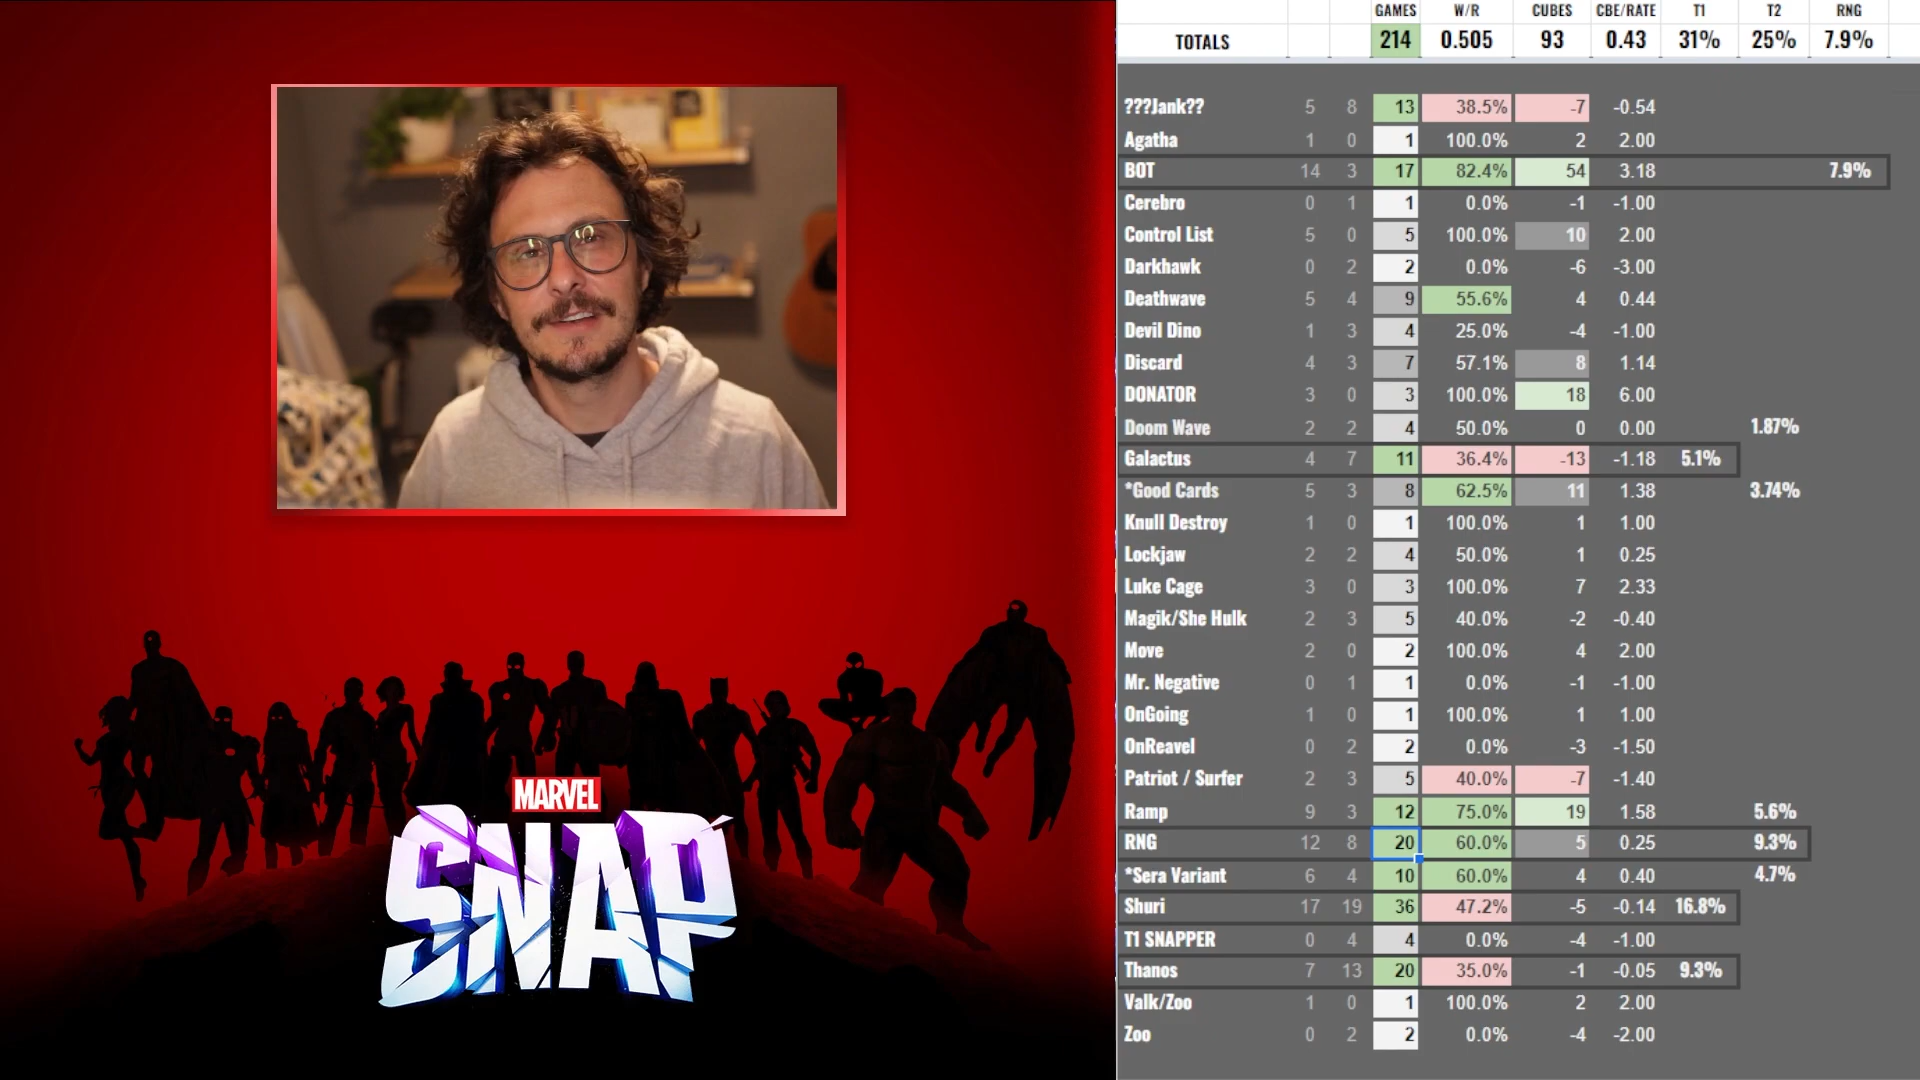 GAMES W/R CUBES CBE/RATE T1 T2 RNG
TOTALS 214 0.505 93 0.43 31% 25% 7.9%
???Jank?? 5 8 13 38.5% -7 -0.54
Agatha 1 0 1 100.0% 2 2.00
BOT 14 3 17 82.4% 54 3.18 7.9%
Cerebro 0 1 1 0.0% -1 -1.00
Control List 5 0 5 100.0% 10 2.00
Darkhawk 0 2 2 0.0% -6 -3.00
Deathwave 5 4 9 55.6% 4 0.44
Devil Dino 1 3 4 25.0% -4 -1.00
Discard 4 3 7 57.1% 8 1.14
DONATOR 3 0 3 100.0% 18 6.00
Doom Wave 2 2 4 50.0% 0 0.00 1.87%
Galactus 4 7 11 36.4% -13 -1.18 5.1%
*Good Cards 5 3 8 62.5% 11 1.38 3.74%
Knull Destroy 1 0 1 100.0% 1 1.00
Lockjaw 2 2 4 50.0% 1 0.25
Luke Cage 3 0 3 100.0% 7 2.33
Magik/She Hulk 2 3 5 40.0% -2 -0.40
Move 2 0 2 100.0% 4 2.00
Mr. Negative 0 1 1 0.0% -1 -1.00
OnGoing 1 0 1 100.0% 1 1.00
OnReavel 0 2 2 0.0% -3 -1.50
Patriot / Surfer 2 3 5 40.0% -7 -1.40
Ramp 9 3 12 75.0% 19 1.58 5.6%
RNG 12 8 20 60.0% 5 0.25 9.3%
*Sera Variant 6 4 10 60.0% 4 0.40 4.7%
Shuri 17 19 36 47.2% -5 -0.14 16.8%
T1 SNAPPER 0 4 4 0.0% -4 -1.00
Thanos 7 13 20 35.0% -1 -0.05 9.3%
Valk/Zoo 1 0 1 100.0% 2 2.00
Zoo 0 2 2 0.0% -4 -2.00
MARVEL
SNAP